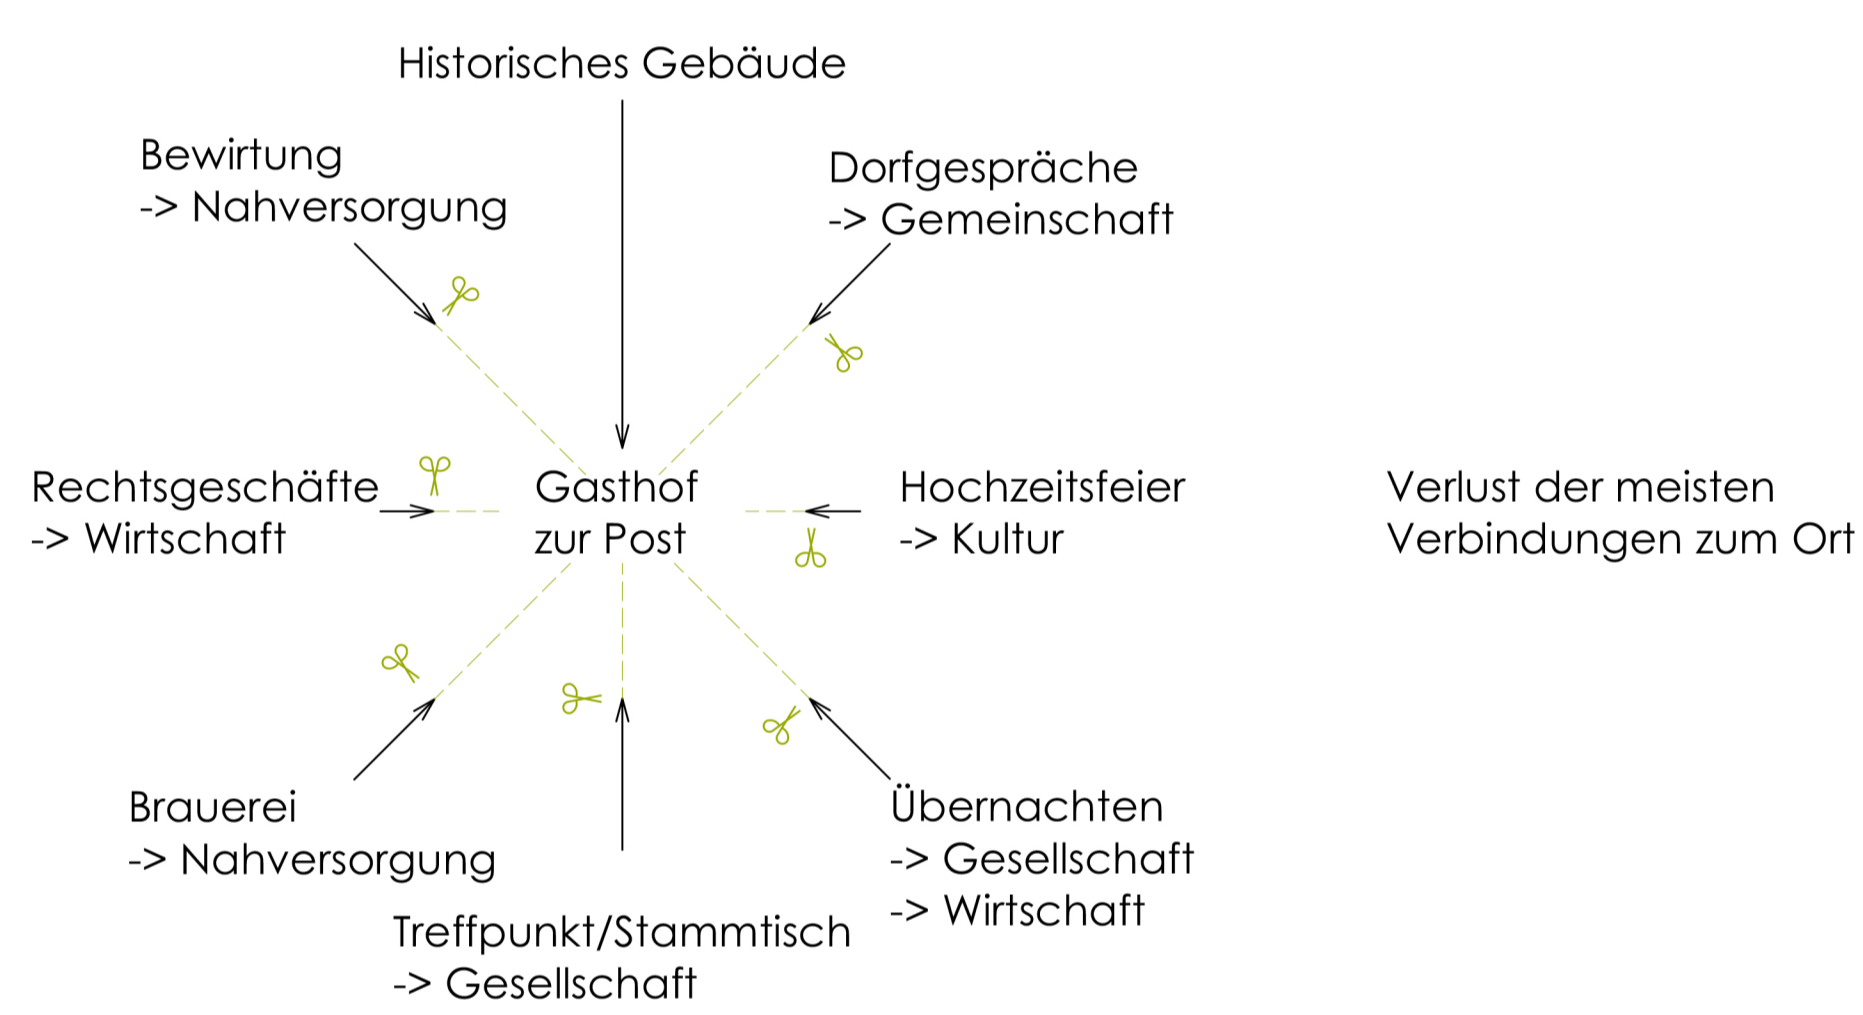 Historisches Gebäude
Bewirtung
-> Nahversorgung
Dorfgespräche
-> Gemeinschaft
Rechtsgeschäfte
-> Wirtschaft
Gasthof
zur Post
Hochzeitsfeier
-> Kultur
Verlust der meisten
Verbindungen zum Ort
Brauerei
-> Nahversorgung
Treffpunkt/Stammtisch
-> Gesellschaft
Übernachten
-> Gesellschaft
-> Wirtschaft